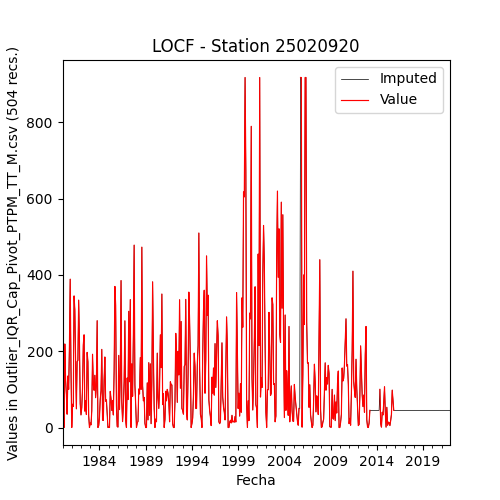 LOCF - Station 25020920
Imputed
Value
Values in Outlier_IQR_Cap_Pivot_PTPM_TT_M.csv (504 recs.)
800
600
400
200
0
1984 1989 1994 1999 2004 2009 2014 2019
Fecha